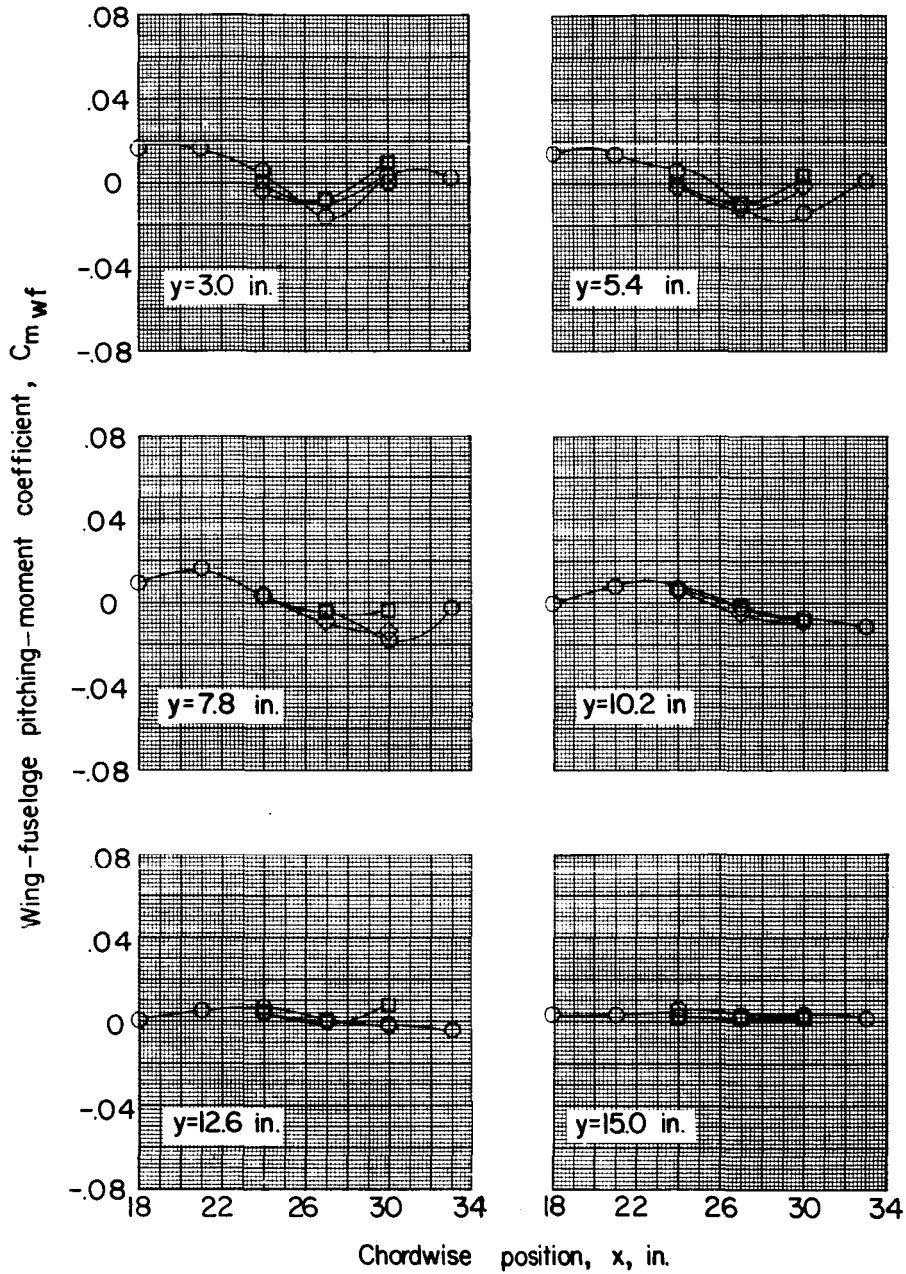 Wing-fuselage pitching-moment coefficient, Cm wf
.08
.04
0
-.04
-.08
y=3.0 in.
y=5.4 in.
.08
.04
0
-.04
-.08
y=7.8 in.
y=10.2 in
.08
.04
0
-.04
-.08
y=12.6 in.
y=15.0 in.
18 22 26 30 34
18 22 26 30 34
Chordwise position, x, in.